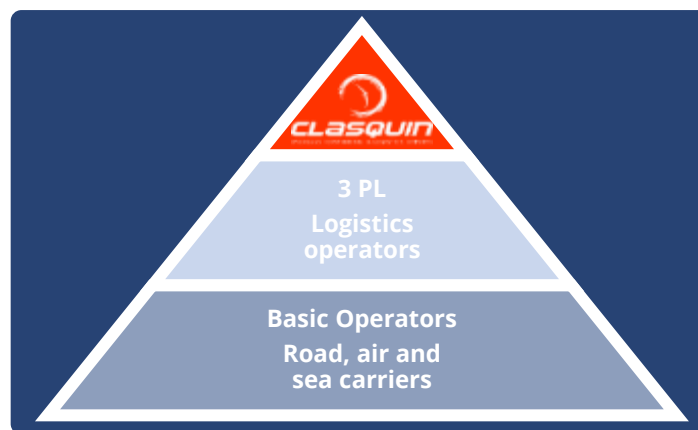 CLASQUIN
3 PL
Logistics
operators
Basic Operators
Road, air and
sea carriers